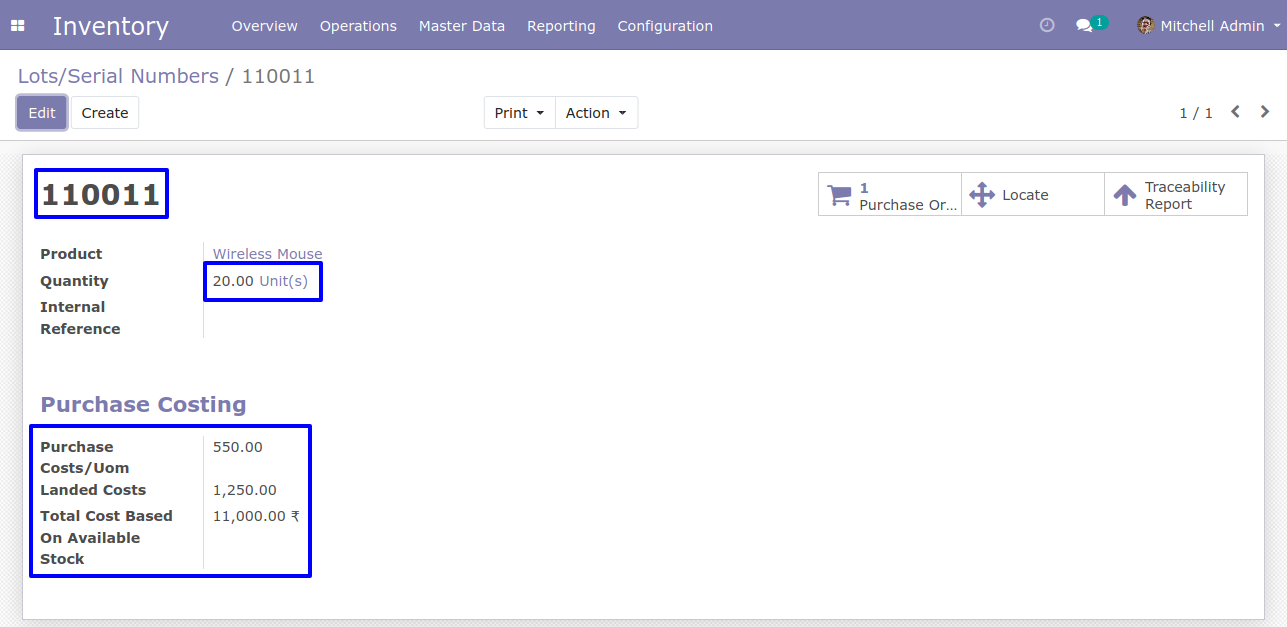 Inventory Overview Operations Master Data Reporting Configuration 1 Mitchell Admin
Lots/Serial Numbers / 110011
Edit Create Print Action 1 / 1
110011
1
Purchase Or...
Locate
Traceability
Report
Product Wireless Mouse
Quantity 20.00 Unit(s)
Internal
Reference
Purchase Costing
Purchase 550.00
Costs/Uom
Landed Costs 1,250.00
Total Cost Based 11,000.00 ₹
On Available
Stock